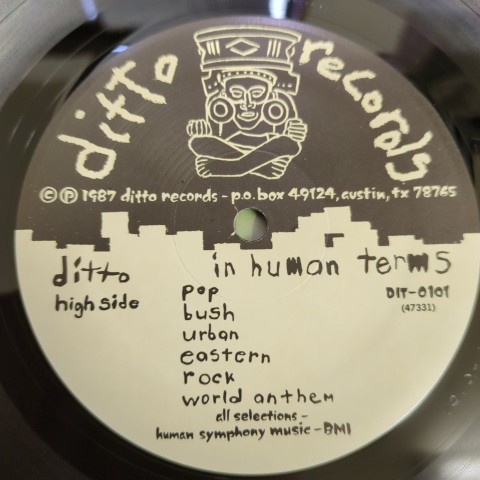 ditto records
© ℗ 1987 ditto records - p.o. box 49124, austin, tx 78765
ditto in human terms
high side DIT-0101
(47331)
pop
bush
urban
eastern
rock
world anthem
all selections -
human symphony music - BMI